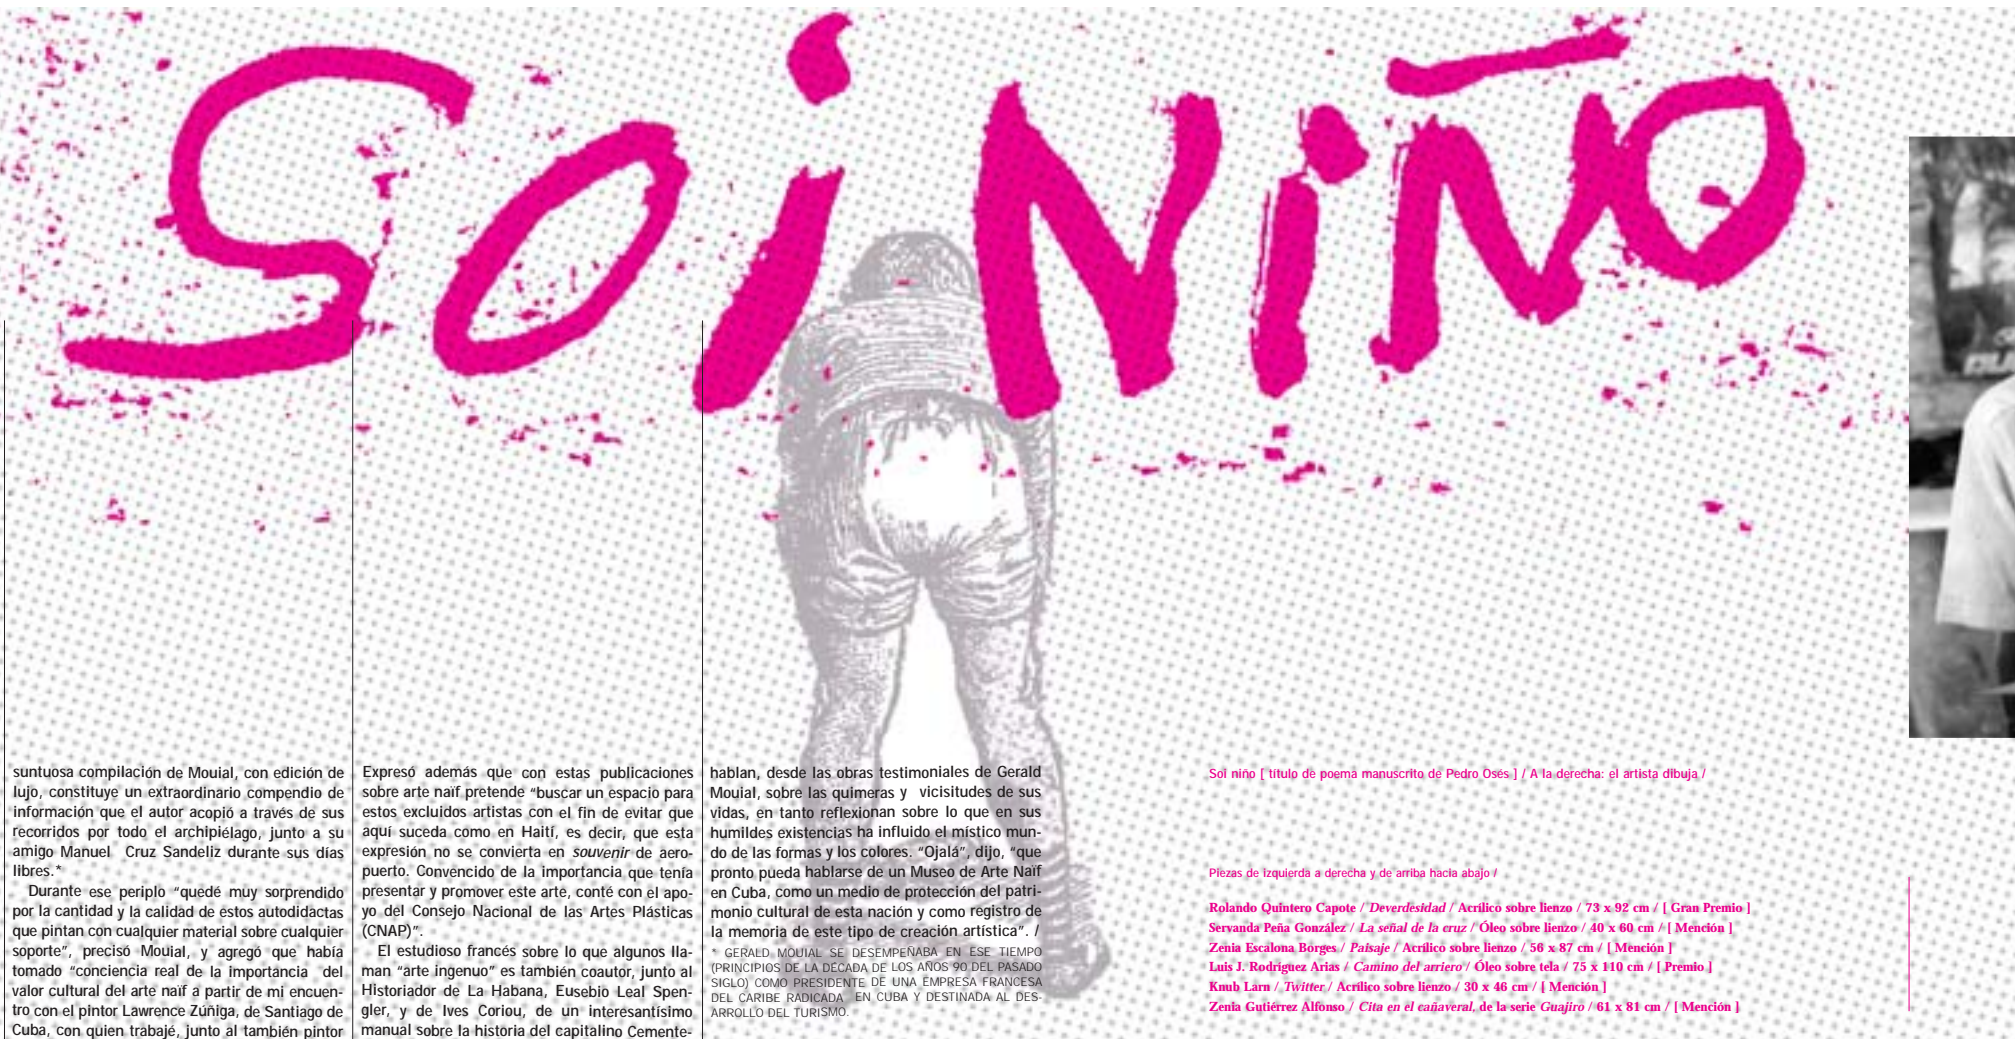 SOi NiÑO
suntuosa compilación de Mouial, con edición de
lujo, constituye un extraordinario compendio de
información que el autor acopió a través de sus
recorridos por todo el archipiélago, junto a su
amigo Manuel Cruz Sandeliz durante sus días
libres.*
Durante ese periplo “quedé muy sorprendido
por la cantidad y la calidad de estos autodidactas
que pintan con cualquier material sobre cualquier
soporte”, precisó Mouial, y agregó que había
tomado “conciencia real de la importancia del
valor cultural del arte naïf a partir de mi encuen-
tro con el pintor Lawrence Zúñiga, de Santiago de
Cuba, con quien trabajé, junto al también pintor
Expresó además que con estas publicaciones
sobre arte naïf pretende “buscar un espacio para
estos excluidos artistas con el fin de evitar que
aquí suceda como en Haití, es decir, que esta
expresión no se convierta en souvenir de aero-
puerto. Convencido de la importancia que tenía
presentar y promover este arte, conté con el apo-
yo del Consejo Nacional de las Artes Plásticas
(CNAP)”.
El estudioso francés sobre lo que algunos lla-
man “arte ingenuo” es también coautor, junto al
Historiador de La Habana, Eusebio Leal Spen-
gler, y de Ives Coriou, de un interesantísimo
manual sobre la historia del capitalino Cemente-
hablan, desde las obras testimoniales de Gerald
Mouial, sobre las quimeras y vicisitudes de sus
vidas, en tanto reflexionan sobre lo que en sus
humildes existencias ha influido el místico mun-
do de las formas y los colores. “Ojalá”, dijo, “que
pronto pueda hablarse de un Museo de Arte Naïf
en Cuba, como un medio de protección del patri-
monio cultural de esta nación y como registro de
la memoria de este tipo de creación artística”. /
* GERALD MOUIAL SE DESEMPEÑABA EN ESE TIEMPO
(PRINCIPIOS DE LA DÉCADA DE LOS AÑOS 90 DEL PASADO
SIGLO) COMO PRESIDENTE DE UNA EMPRESA FRANCESA
DEL CARIBE RADICADA EN CUBA Y DESTINADA AL DES-
ARROLLO DEL TURISMO.
Soi niño [ título de poema manuscrito de Pedro Osés ] / A la derecha: el artista dibuja /
Piezas de izquierda a derecha y de arriba hacia abajo /
Rolando Quintero Capote / Deverdesidad / Acrílico sobre lienzo / 73 x 92 cm / [ Gran Premio ]
Servanda Peña González / La señal de la cruz / Óleo sobre lienzo / 40 x 60 cm / [ Mención ]
Zenia Escalona Borges / Paisaje / Acrílico sobre lienzo / 56 x 87 cm / [ Mención ]
Luis J. Rodríguez Arias / Camino del arriero / Óleo sobre tela / 75 x 110 cm / [ Premio ]
Knub Larn / Twitter / Acrílico sobre lienzo / 30 x 46 cm / [ Mención ]
Zenia Gutiérrez Alfonso / Cita en el cañaveral, de la serie Guajiro / 61 x 81 cm / [ Mención ]